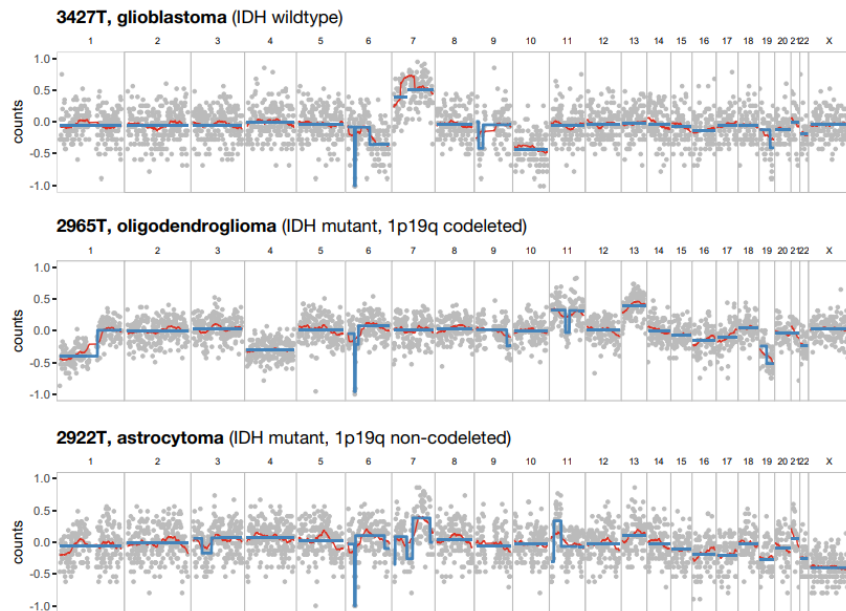 3427T, glioblastoma (IDH wildtype)
1 2 3 4 5 6 7 8 9 10 11 12 13 14 15 16 17 18 19 20 21 22 X
1.0
0.5
0.0
-0.5
-1.0
counts
2965T, oligodendroglioma (IDH mutant, 1p19q codeleted)
1 2 3 4 5 6 7 8 9 10 11 12 13 14 15 16 17 18 19 20 21 22 X
1.0
0.5
0.0
-0.5
-1.0
counts
2922T, astrocytoma (IDH mutant, 1p19q non-codeleted)
1 2 3 4 5 6 7 8 9 10 11 12 13 14 15 16 17 18 19 20 21 22 X
1.0
0.5
0.0
-0.5
-1.0
counts